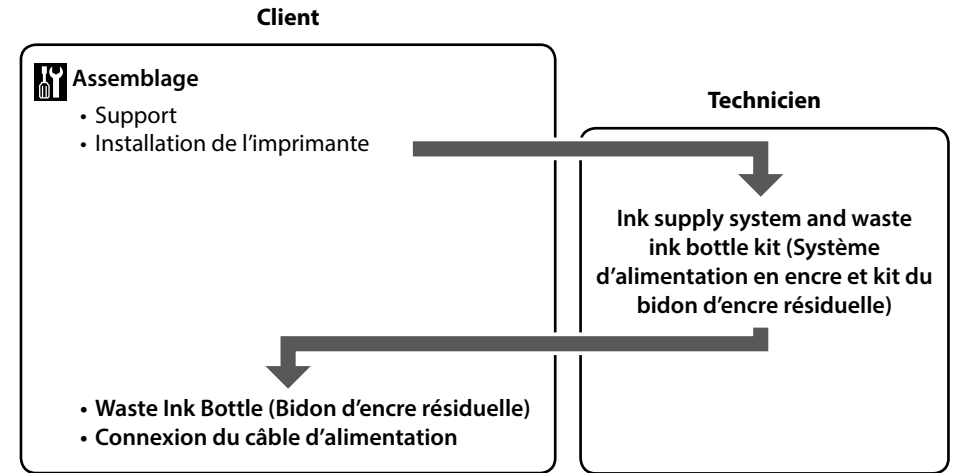 Client
Assemblage
• Support
• Installation de l’imprimante
Technicien
Ink supply system and waste
ink bottle kit (Système
d’alimentation en encre et kit du
bidon d’encre résiduelle)
• Waste Ink Bottle (Bidon d’encre résiduelle)
• Connexion du câble d’alimentation